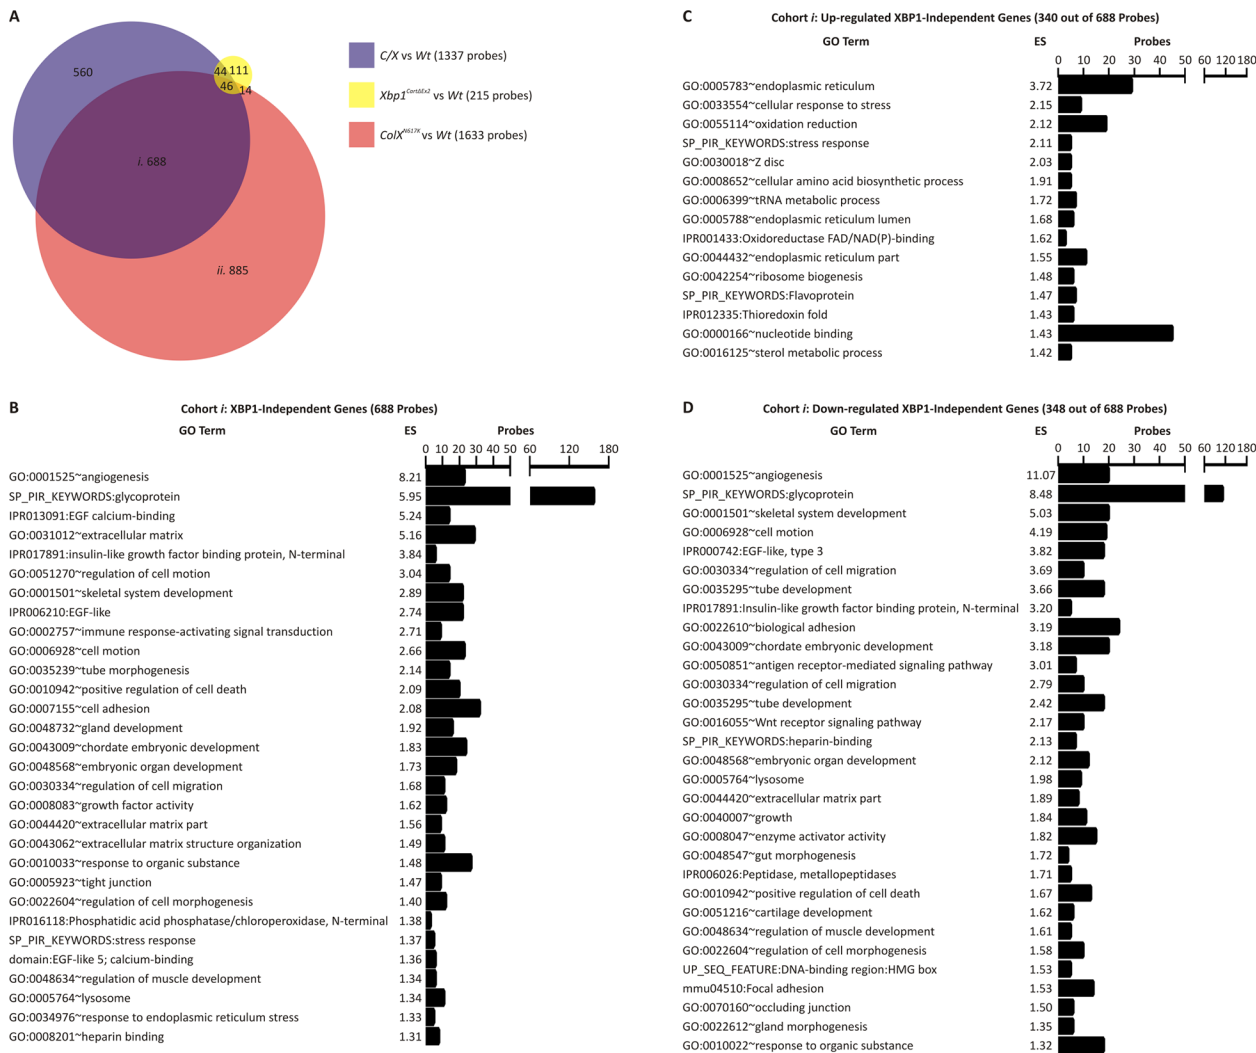 A
560
44 111
46 14
i. 688
ii. 885
C/X vs Wt (1337 probes)
Xbp1^CartΔEx2 vs Wt (215 probes)
ColX^N617K vs Wt (1633 probes)
B
Cohort i: XBP1-Independent Genes (688 Probes)
GO Term ES Probes
0 10 20 30 40 50 60 120 180
GO:0001525~angiogenesis 8.21
SP_PIR_KEYWORDS:glycoprotein 5.95
IPR013091:EGF calcium-binding 5.24
GO:0031012~extracellular matrix 5.16
IPR017891:insulin-like growth factor binding protein, N-terminal 3.84
GO:0051270~regulation of cell motion 3.04
GO:0001501~skeletal system development 2.89
IPR006210:EGF-like 2.74
GO:0002757~immune response-activating signal transduction 2.71
GO:0006928~cell motion 2.66
GO:0035239~tube morphogenesis 2.14
GO:0010942~positive regulation of cell death 2.09
GO:0007155~cell adhesion 2.08
GO:0048732~gland development 1.92
GO:0043009~chordate embryonic development 1.83
GO:0048568~embryonic organ development 1.73
GO:0030334~regulation of cell migration 1.68
GO:0008083~growth factor activity 1.62
GO:0044420~extracellular matrix part 1.56
GO:0043062~extracellular matrix structure organization 1.49
GO:0010033~response to organic substance 1.48
GO:0005923~tight junction 1.47
GO:0022604~regulation of cell morphogenesis 1.40
IPR016118:Phosphatidic acid phosphatase/chloroperoxidase, N-terminal 1.38
SP_PIR_KEYWORDS:stress response 1.37
domain:EGF-like 5; calcium-binding 1.36
GO:0048634~regulation of muscle development 1.34
GO:0005764~lysosome 1.34
GO:0034976~response to endoplasmic reticulum stress 1.33
GO:0008201~heparin binding 1.31
C
Cohort i: Up-regulated XBP1-Independent Genes (340 out of 688 Probes)
GO Term ES Probes
0 10 20 30 40 50 60 120 180
GO:0005783~endoplasmic reticulum 3.72
GO:0033554~cellular response to stress 2.15
GO:0055114~oxidation reduction 2.12
SP_PIR_KEYWORDS:stress response 2.11
GO:0030018~Z disc 2.03
GO:0008652~cellular amino acid biosynthetic process 1.91
GO:0006399~tRNA metabolic process 1.72
GO:0005788~endoplasmic reticulum lumen 1.68
IPR001433:Oxidoreductase FAD/NAD(P)-binding 1.62
GO:0044432~endoplasmic reticulum part 1.55
GO:0042254~ribosome biogenesis 1.48
SP_PIR_KEYWORDS:Flavoprotein 1.47
IPR012335:Thioredoxin fold 1.43
GO:0000166~nucleotide binding 1.43
GO:0016125~sterol metabolic process 1.42
D
Cohort i: Down-regulated XBP1-Independent Genes (348 out of 688 Probes)
GO Term ES Probes
0 10 20 30 40 50 60 120 180
GO:0001525~angiogenesis 11.07
SP_PIR_KEYWORDS:glycoprotein 8.48
GO:0001501~skeletal system development 5.03
GO:0006928~cell motion 4.19
IPR000742:EGF-like, type 3 3.82
GO:0030334~regulation of cell migration 3.69
GO:0035295~tube development 3.66
IPR017891:Insulin-like growth factor binding protein, N-terminal 3.20
GO:0022610~biological adhesion 3.19
GO:0043009~chordate embryonic development 3.18
GO:0050851~antigen receptor-mediated signaling pathway 3.01
GO:0030334~regulation of cell migration 2.79
GO:0035295~tube development 2.42
GO:0016055~Wnt receptor signaling pathway 2.17
SP_PIR_KEYWORDS:heparin-binding 2.13
GO:0048568~embryonic organ development 2.12
GO:0005764~lysosome 1.98
GO:0044420~extracellular matrix part 1.89
GO:0040007~growth 1.84
GO:0008047~enzyme activator activity 1.82
GO:0048547~gut morphogenesis 1.72
IPR006026:Peptidase, metallopeptidases 1.71
GO:0010942~positive regulation of cell death 1.67
GO:0051216~cartilage development 1.62
GO:0048634~regulation of muscle development 1.61
GO:0022604~regulation of cell morphogenesis 1.58
UP_SEQ_FEATURE:DNA-binding region:HMG box 1.53
mmu04510:Focal adhesion 1.53
GO:0070160~occluding junction 1.50
GO:0022612~gland morphogenesis 1.35
GO:0010022~response to organic substance 1.32